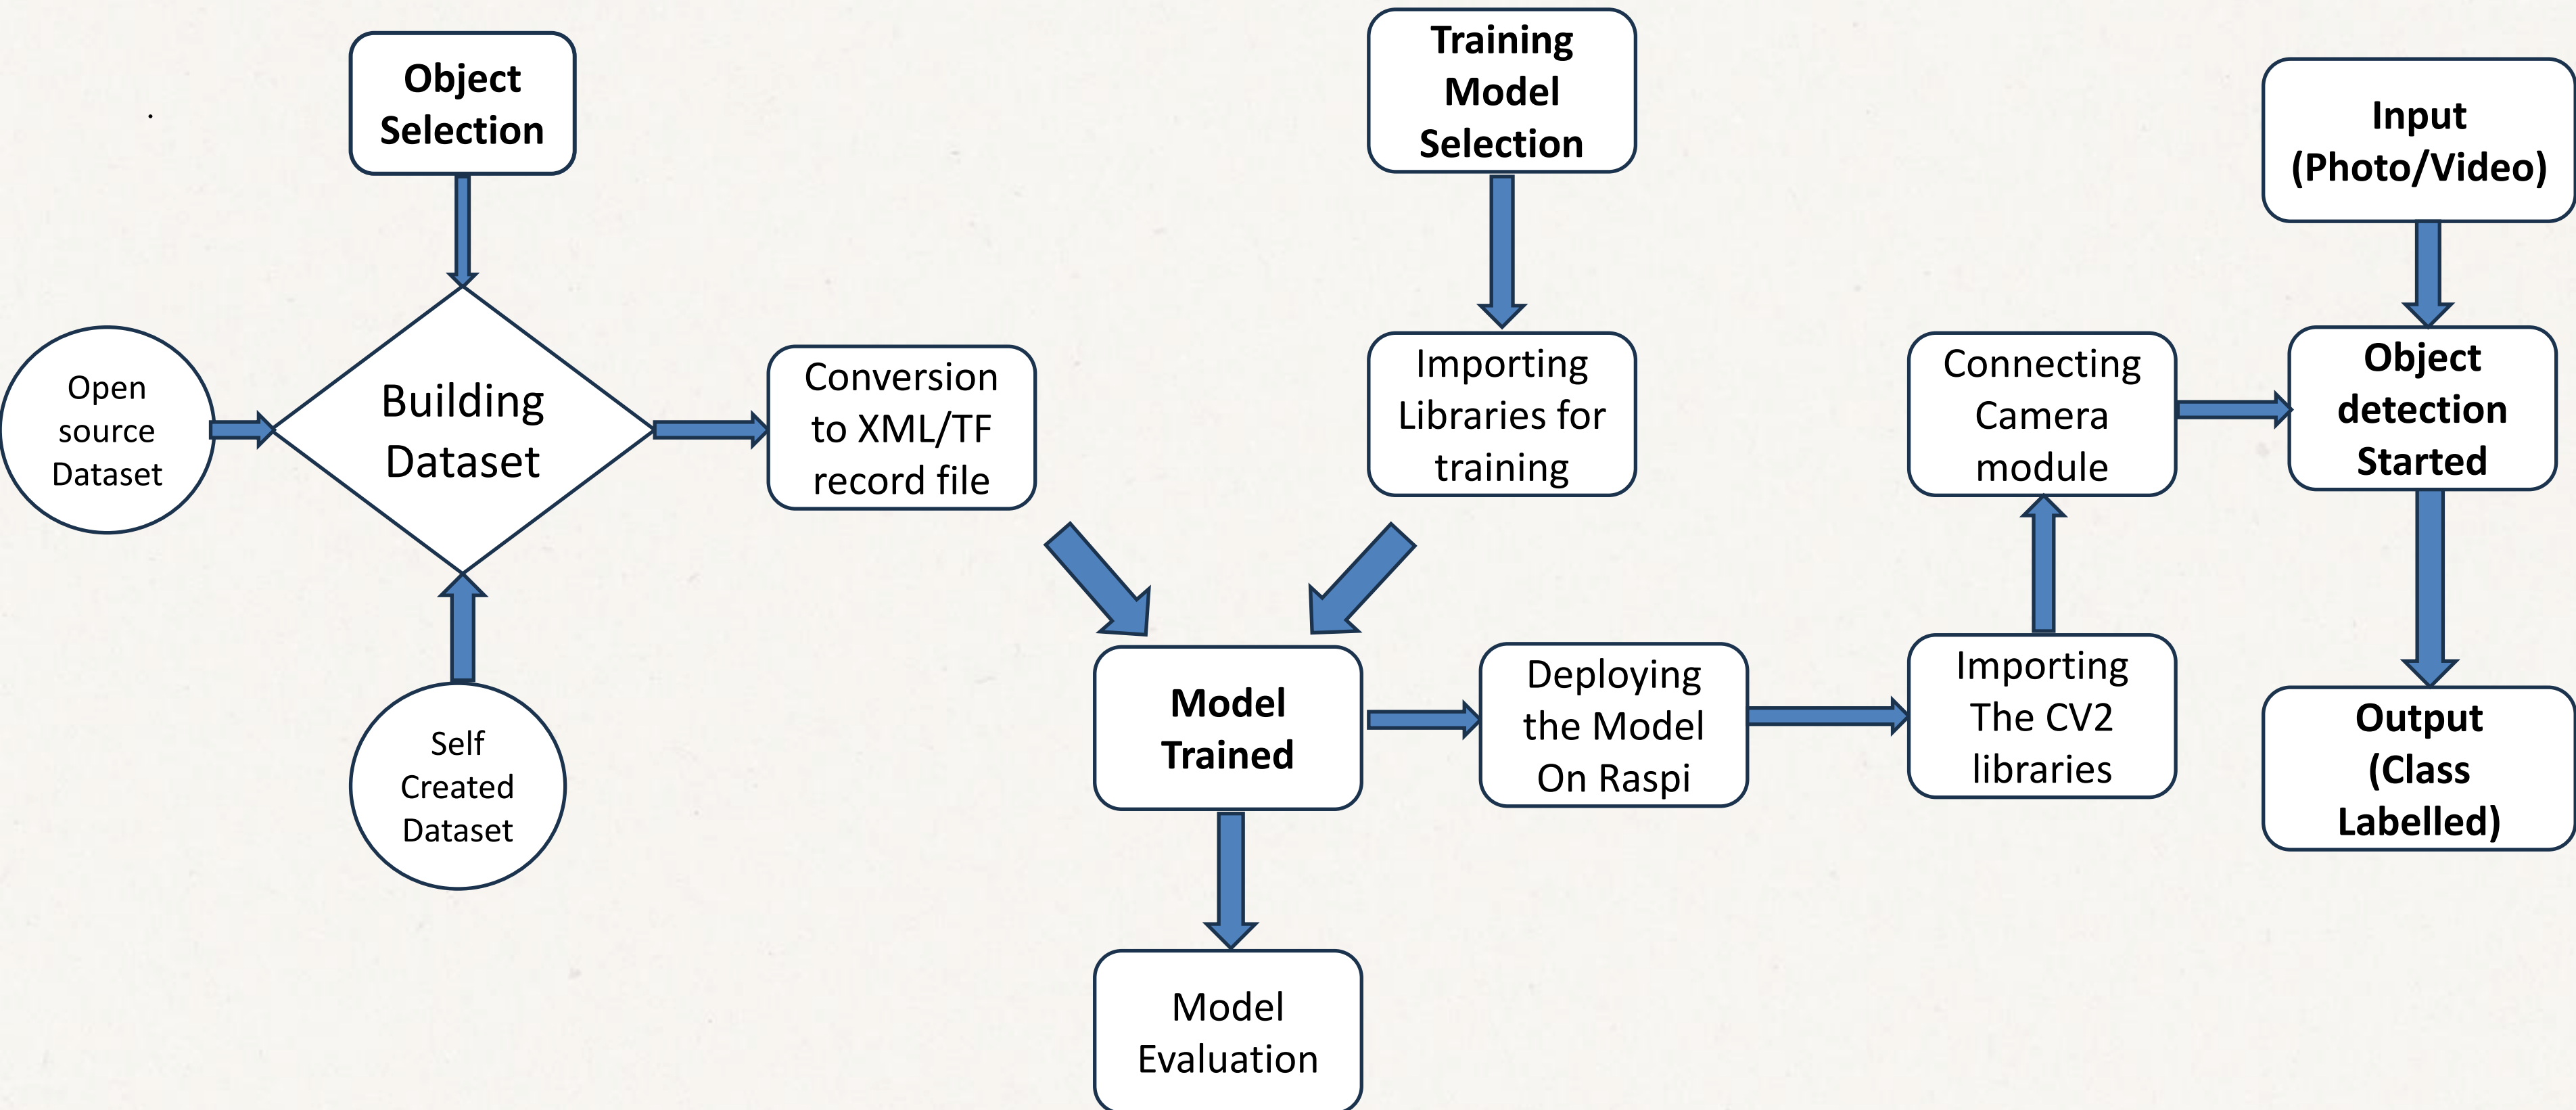 Object
Selection
Training
Model
Selection
Input
(Photo/Video)
Open
source
Dataset
Building
Dataset
Conversion
to XML/TF
record file
Importing
Libraries for
training
Connecting
Camera
module
Object
detection
Started
Self
Created
Dataset
Model
Trained
Deploying
the Model
On Raspi
Importing
The CV2
libraries
Output
(Class
Labelled)
Model
Evaluation